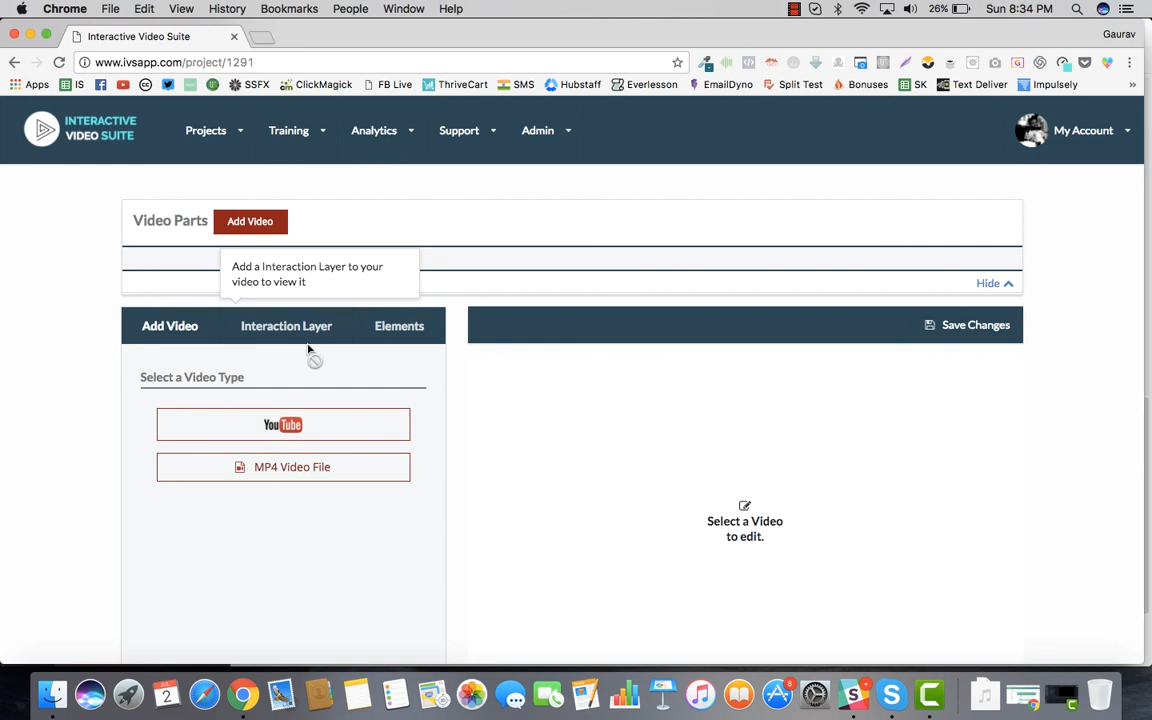 Chrome File Edit View History Bookmarks People Window Help 26% Sun 8:34 PM
Interactive Video Suite Gaurav
www.ivsapp.com/project/1291
Apps IS SSFX ClickMagick FB Live ThriveCart SMS Hubstaff Everlesson EmailDyno Split Test Bonuses SK Text Deliver Impulsely »
INTERACTIVE
VIDEO SUITE
Projects Training Analytics Support Admin My Account
Video Parts Add Video
Add a Interaction Layer to your
video to view it
Hide
Add Video Interaction Layer Elements Save Changes
Select a Video Type
YouTube
MP4 Video File
Select a Video
to edit.
JUL
2
8